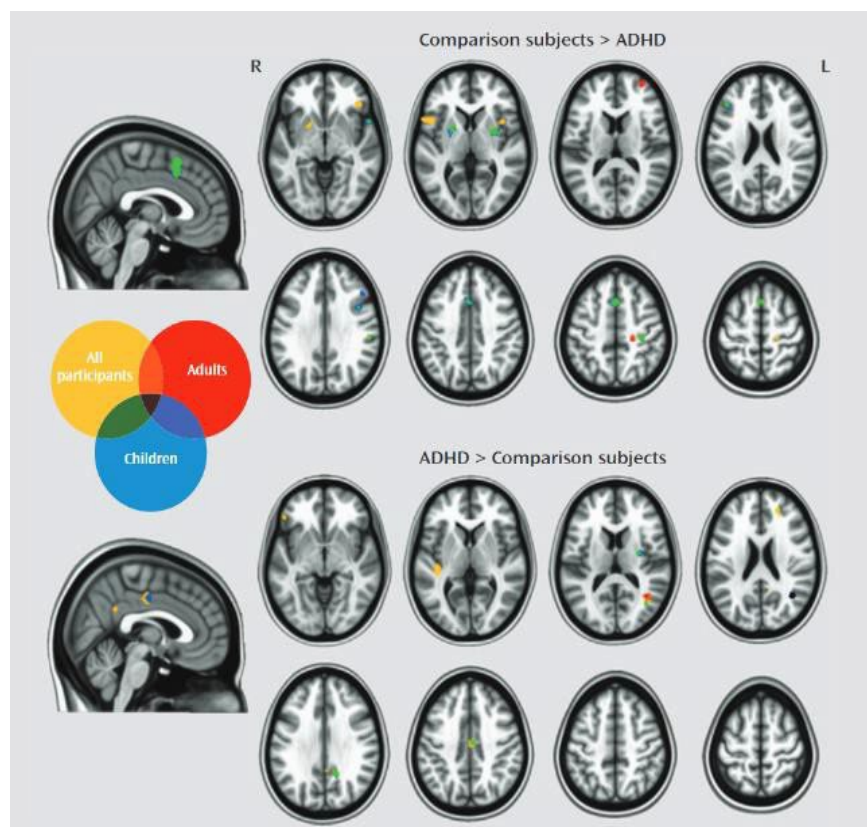 Comparison subjects > ADHD
R
L
All
participants
Adults
Children
ADHD > Comparison subjects